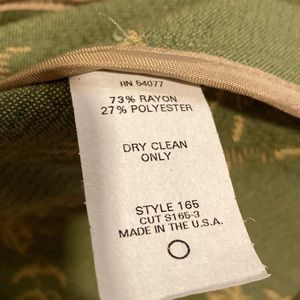 RN 54077
73% RAYON
27% POLYESTER
DRY CLEAN
ONLY
STYLE 165
CUT S165-3
MADE IN THE U.S.A.